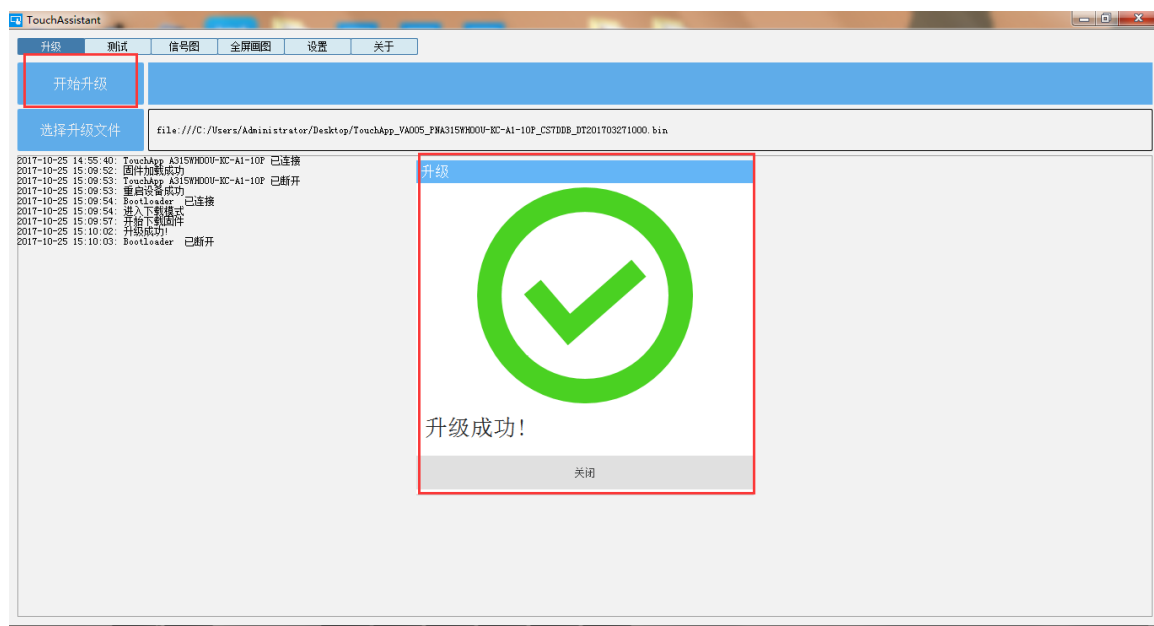 TouchAssistant
升级 测试 信号图 全屏画图 设置 关于
开始升级
选择升级文件 file:///C:/Users/Administrator/Desktop/TouchApp_VA005_PNA315WHOOU-KC-A1-10P_CSTDDB_DT201703271000.bin
2017-10-25 14:55:40: TouchApp A315WHOOU-KC-A1-10P 已连接
2017-10-25 15:09:52: 固件加载成功
2017-10-25 15:09:53: TouchApp A315WHOOU-KC-A1-10P 已断开
2017-10-25 15:09:53: 重启设备成功
2017-10-25 15:09:54: Bootloader 已连接
2017-10-25 15:09:54: 进入下载模式
2017-10-25 15:09:57: 开始下载固件
2017-10-25 15:10:02: 升级成功!
2017-10-25 15:10:03: Bootloader 已断开
升级
升级成功!
关闭